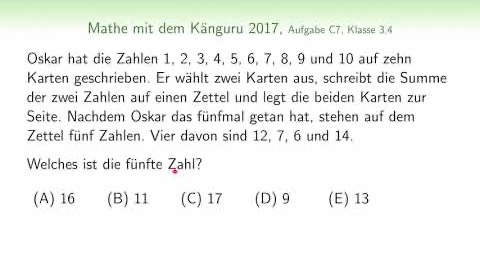 Mathe mit dem Känguru 2017, Aufgabe C7, Klasse 3.4
Oskar hat die Zahlen 1, 2, 3, 4, 5, 6, 7, 8, 9 und 10 auf zehn
Karten geschrieben. Er wählt zwei Karten aus, schreibt die Summe
der zwei Zahlen auf einen Zettel und legt die beiden Karten zur
Seite. Nachdem Oskar das fünfmal getan hat, stehen auf dem
Zettel fünf Zahlen. Vier davon sind 12, 7, 6 und 14.
Welches ist die fünfte Zahl?
(A) 16 (B) 11 (C) 17 (D) 9 (E) 13